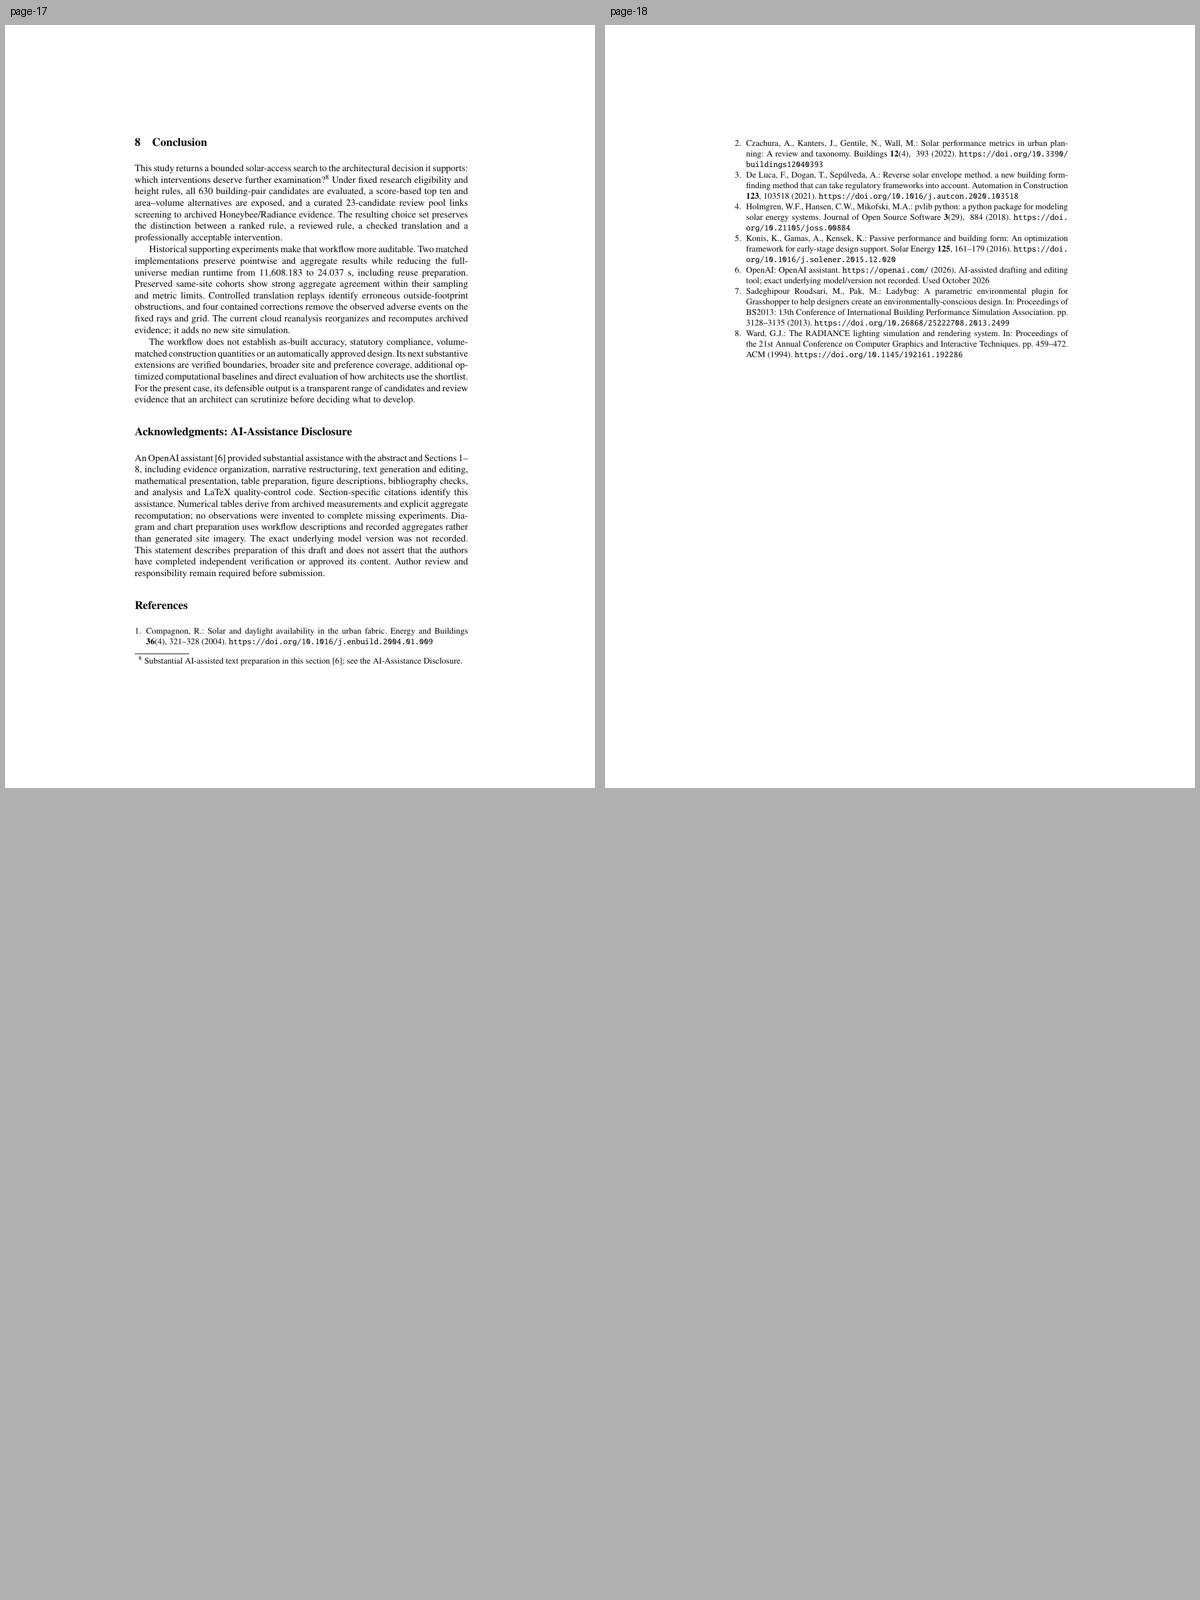 page-17
8 Conclusion
This study returns a bounded solar-access search to the architectural decision it supports:
which interventions deserve further examination?8 Under fixed research eligibility and
height rules, all 630 building-pair candidates are evaluated, a score-based top ten and
area–volume alternatives are exposed, and a curated 23-candidate review pool links
screening to archived Honeybee/Radiance evidence. The resulting choice set preserves
the distinction between a ranked rule, a reviewed rule, a checked translation and a
professionally acceptable intervention.
Historical supporting experiments make that workflow more auditable. Two matched
implementations preserve pointwise and aggregate results while reducing the full-
universe median runtime from 11,608.183 to 24.037 s, including reuse preparation.
Preserved same-site cohorts show strong aggregate agreement within their sampling
and metric limits. Controlled translation replays identify erroneous outside-footprint
obstructions, and four contained corrections remove the observed adverse events on the
fixed rays and grid. The current cloud reanalysis reorganizes and recomputes archived
evidence; it adds no new site simulation.
The workflow does not establish as-built accuracy, statutory compliance, volume-
matched construction quantities or an automatically approved design. Its next substantive
extensions are verified boundaries, broader site and preference coverage, additional op-
timized computational baselines and direct evaluation of how architects use the shortlist.
For the present case, its defensible output is a transparent range of candidates and review
evidence that an architect can scrutinize before deciding what to develop.
Acknowledgments: AI-Assistance Disclosure
An OpenAI assistant [6] provided substantial assistance with the abstract and Sections 1–
8, including evidence organization, narrative restructuring, text generation and editing,
mathematical presentation, table preparation, figure descriptions, bibliography checks,
and analysis and LaTeX quality-control code. Section-specific citations identify this
assistance. Numerical tables derive from archived measurements and explicit aggregate
recomputation; no observations were invented to complete missing experiments. Dia-
gram and chart preparation uses workflow descriptions and recorded aggregates rather
than generated site imagery. The exact underlying model version was not recorded.
This statement describes preparation of this draft and does not assert that the authors
have completed independent verification or approved its content. Author review and
responsibility remain required before submission.
References
1. Compagnon, R.: Solar and daylight availability in the urban fabric. Energy and Buildings
36(4), 321–328 (2004). https://doi.org/10.1016/j.enbuild.2004.01.009
8 Substantial AI-assisted text preparation in this section [6]; see the AI-Assistance Disclosure.
page-18
2. Czachura, A., Kanters, J., Gentile, N., Wall, M.: Solar performance metrics in urban plan-
ning: A review and taxonomy. Buildings 12(4), 393 (2022). https://doi.org/10.3390/
buildings12040393
3. De Luca, F., Dogan, T., Sepúlveda, A.: Reverse solar envelope method. a new building form-
finding method that can take regulatory frameworks into account. Automation in Construction
123, 103518 (2021). https://doi.org/10.1016/j.autcon.2020.103518
4. Holmgren, W.F., Hansen, C.W., Mikofski, M.A.: pvlib python: a python package for modeling
solar energy systems. Journal of Open Source Software 3(29), 884 (2018). https://doi.
org/10.21105/joss.00884
5. Konis, K., Gamas, A., Kensek, K.: Passive performance and building form: An optimization
framework for early-stage design support. Solar Energy 125, 161–179 (2016). https://doi.
org/10.1016/j.solener.2015.12.020
6. OpenAI: OpenAI assistant. https://openai.com/ (2026), AI-assisted drafting and editing
tool; exact underlying model/version not recorded. Used October 2026
7. Sadeghipour Roudsari, M., Pak, M.: Ladybug: A parametric environmental plugin for
Grasshopper to help designers create an environmentally-conscious design. In: Proceedings of
BS2013: 13th Conference of International Building Performance Simulation Association. pp.
3128–3135 (2013). https://doi.org/10.26868/25222708.2013.2499
8. Ward, G.J.: The RADIANCE lighting simulation and rendering system. In: Proceedings of
the 21st Annual Conference on Computer Graphics and Interactive Techniques. pp. 459–472.
ACM (1994). https://doi.org/10.1145/192161.192286